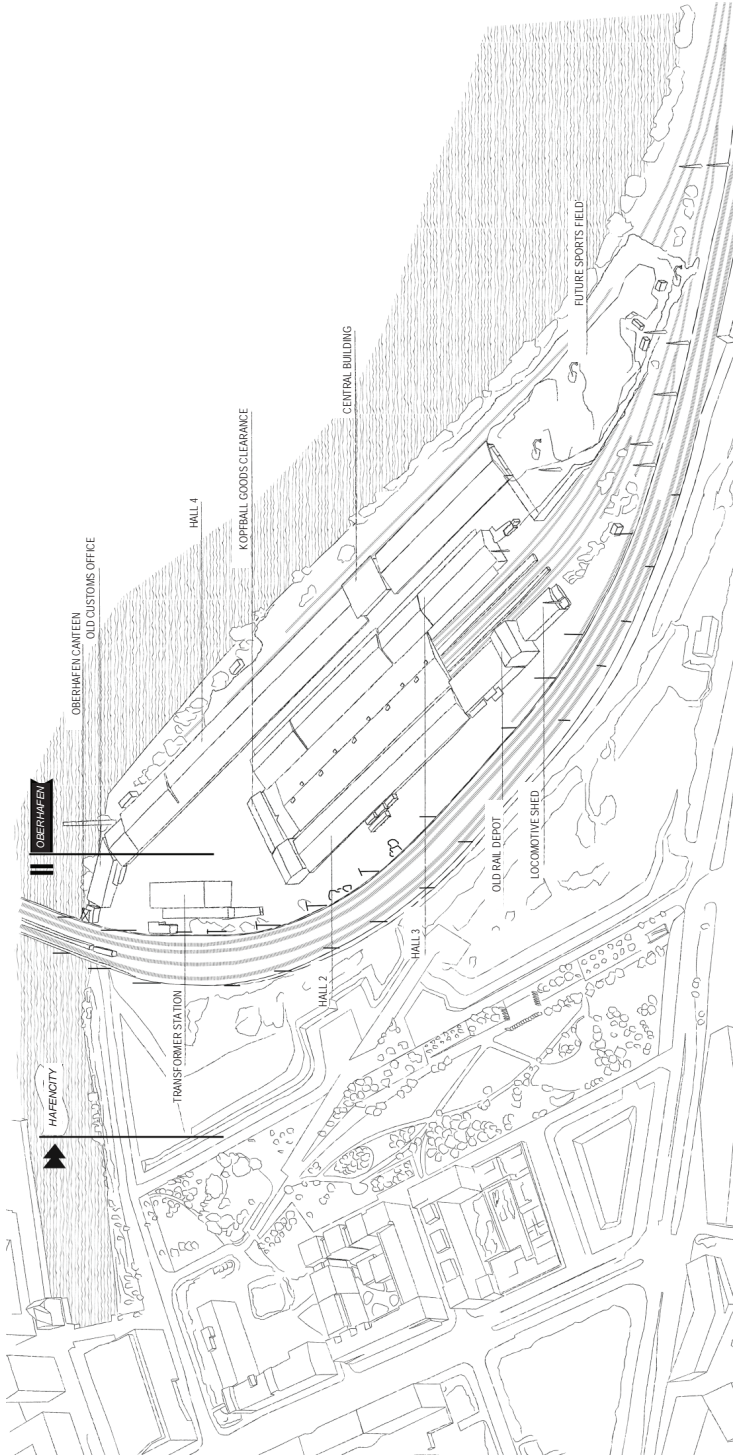 OBERHAFEN CANTEEN
OLD CUSTOMS OFFICE
HALL 4
KOPFBALL GOODS CLEARANCE
CENTRAL BUILDING
FUTURE SPORTS FIELD
OBERHAFEN
HAFENCITY
TRANSFORMER STATION
HALL 2
HALL 3
OLD RAIL DEPOT
LOCOMOTIVE SHED